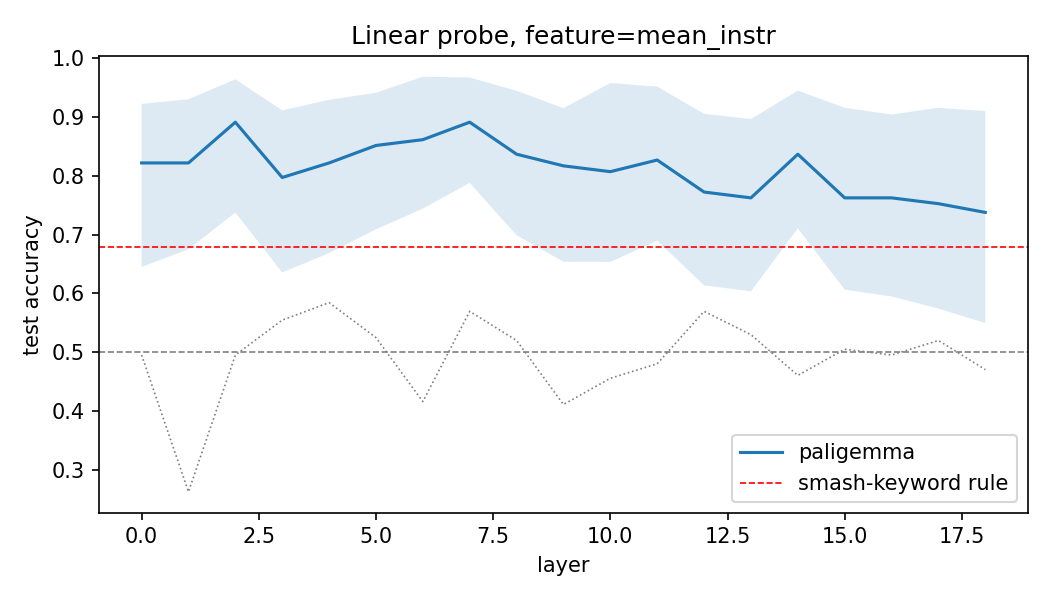 Linear probe, feature=mean_instr
1.0
0.9
0.8
0.7
0.6
0.5
0.4
0.3
test accuracy
0.0 2.5 5.0 7.5 10.0 12.5 15.0 17.5
layer
paligemma
smash-keyword rule